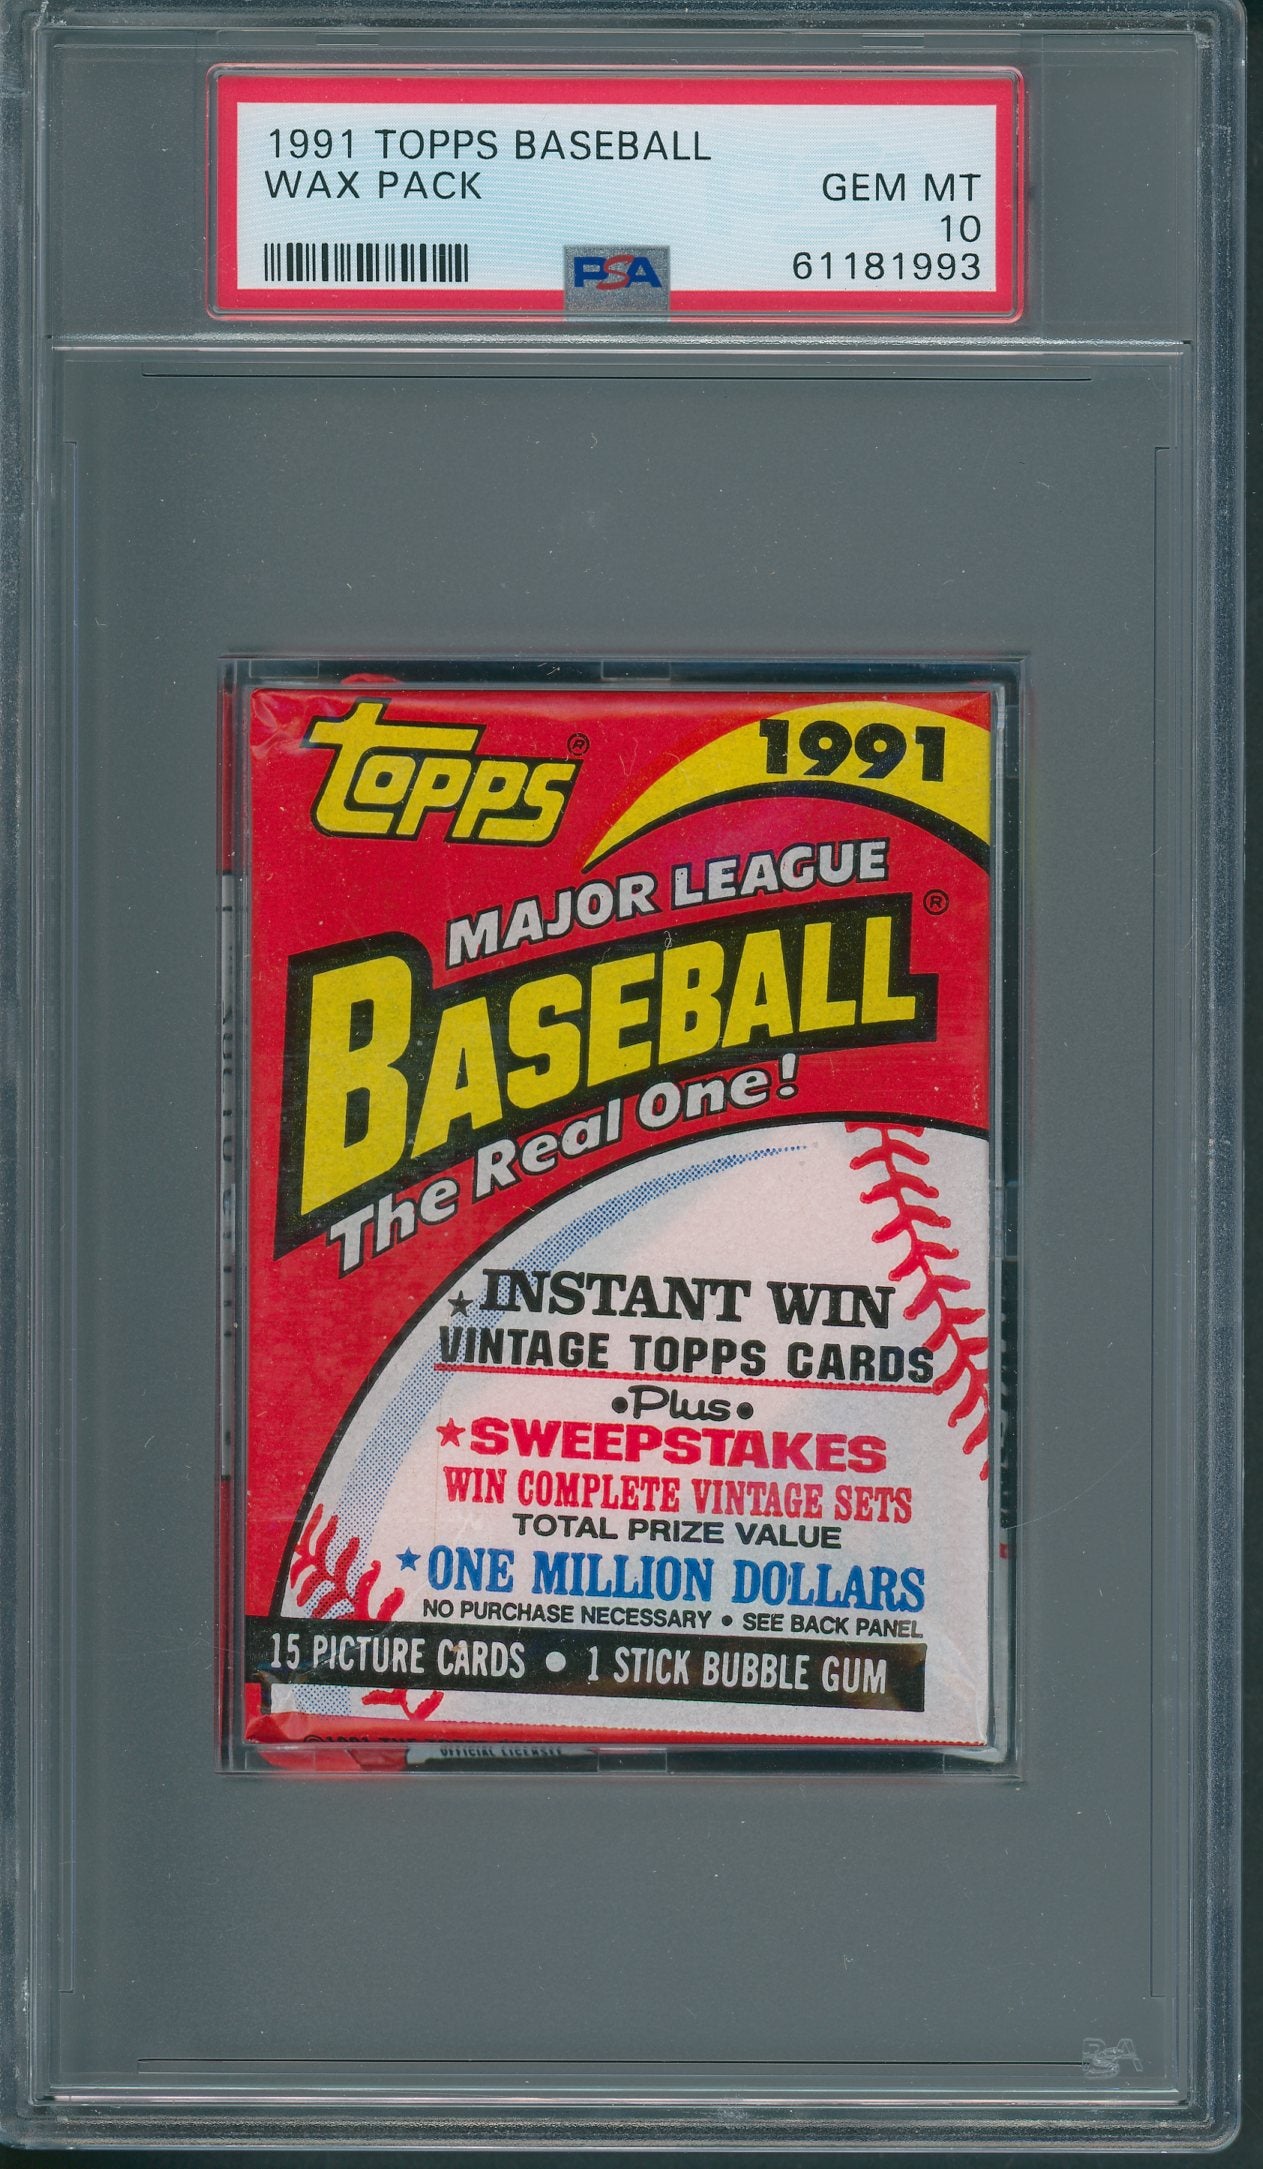 1991 TOPPS BASEBALL
WAX PACK
GEM MT
10
61181993
PSA
Topps®
1991
MAJOR LEAGUE
BASEBALL®
The Real One!
★ INSTANT WIN
VINTAGE TOPPS CARDS
•Plus•
★ SWEEPSTAKES
WIN COMPLETE VINTAGE SETS
TOTAL PRIZE VALUE
★ ONE MILLION DOLLARS
NO PURCHASE NECESSARY • SEE BACK PANEL
15 PICTURE CARDS • 1 STICK BUBBLE GUM
PSA